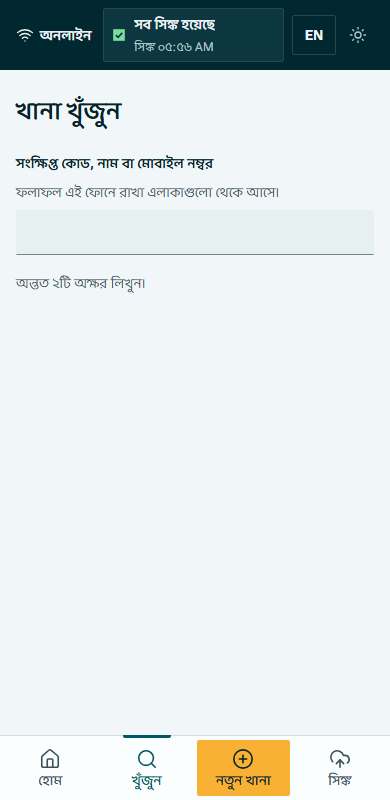 অনলাইন
সব সিঙ্ক হয়েছে
সিঙ্ক ০৫:৫৬ AM
EN
খানা খুঁজুন
সংক্ষিপ্ত কোড, নাম বা মোবাইল নম্বর
ফলাফল এই ফোনে রাখা এলাকাগুলো থেকে আসে।
অন্তত ২টি অক্ষর লিখুন।
হোম
খুঁজুন
নতুন খানা
সিঙ্ক